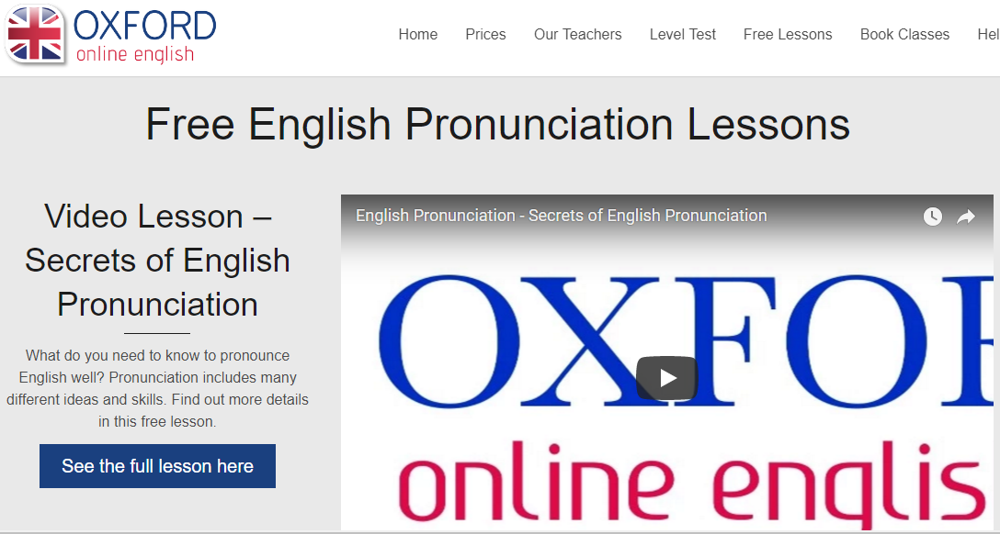 OXFORD
online english
Home Prices Our Teachers Level Test Free Lessons Book Classes Hel
Free English Pronunciation Lessons
Video Lesson –
Secrets of English
Pronunciation
What do you need to know to pronounce
English well? Pronunciation includes many
different ideas and skills. Find out more details
in this free lesson.
See the full lesson here
English Pronunciation - Secrets of English Pronunciation
OXFOR
online englis